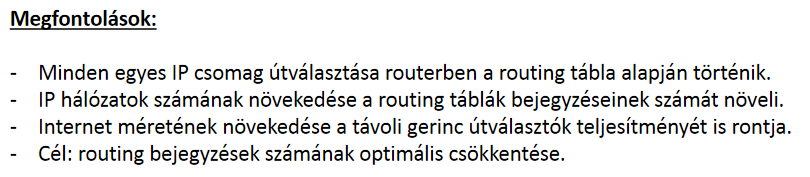 Megfontolások:
- Minden egyes IP csomag útválasztása routerben a routing tábla alapján történik.
- IP hálózatok számának növekedése a routing táblák bejegyzéseinek számát növeli.
- Internet méretének növekedése a távoli gerinc útválasztók teljesítményét is rontja.
- Cél: routing bejegyzések számának optimális csökkentése.